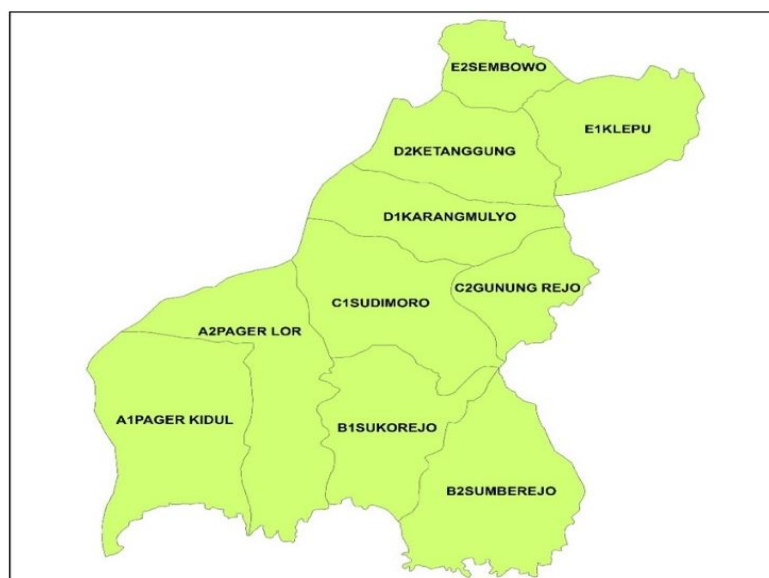 E2SEMBOWO
E1KLEPU
D2KETANGGUNG
D1KARANGMULYO
C2GUNUNG REJO
C1SUDIMORO
A2PAGER LOR
A1PAGER KIDUL
B1SUKOREJO
B2SUMBEREJO